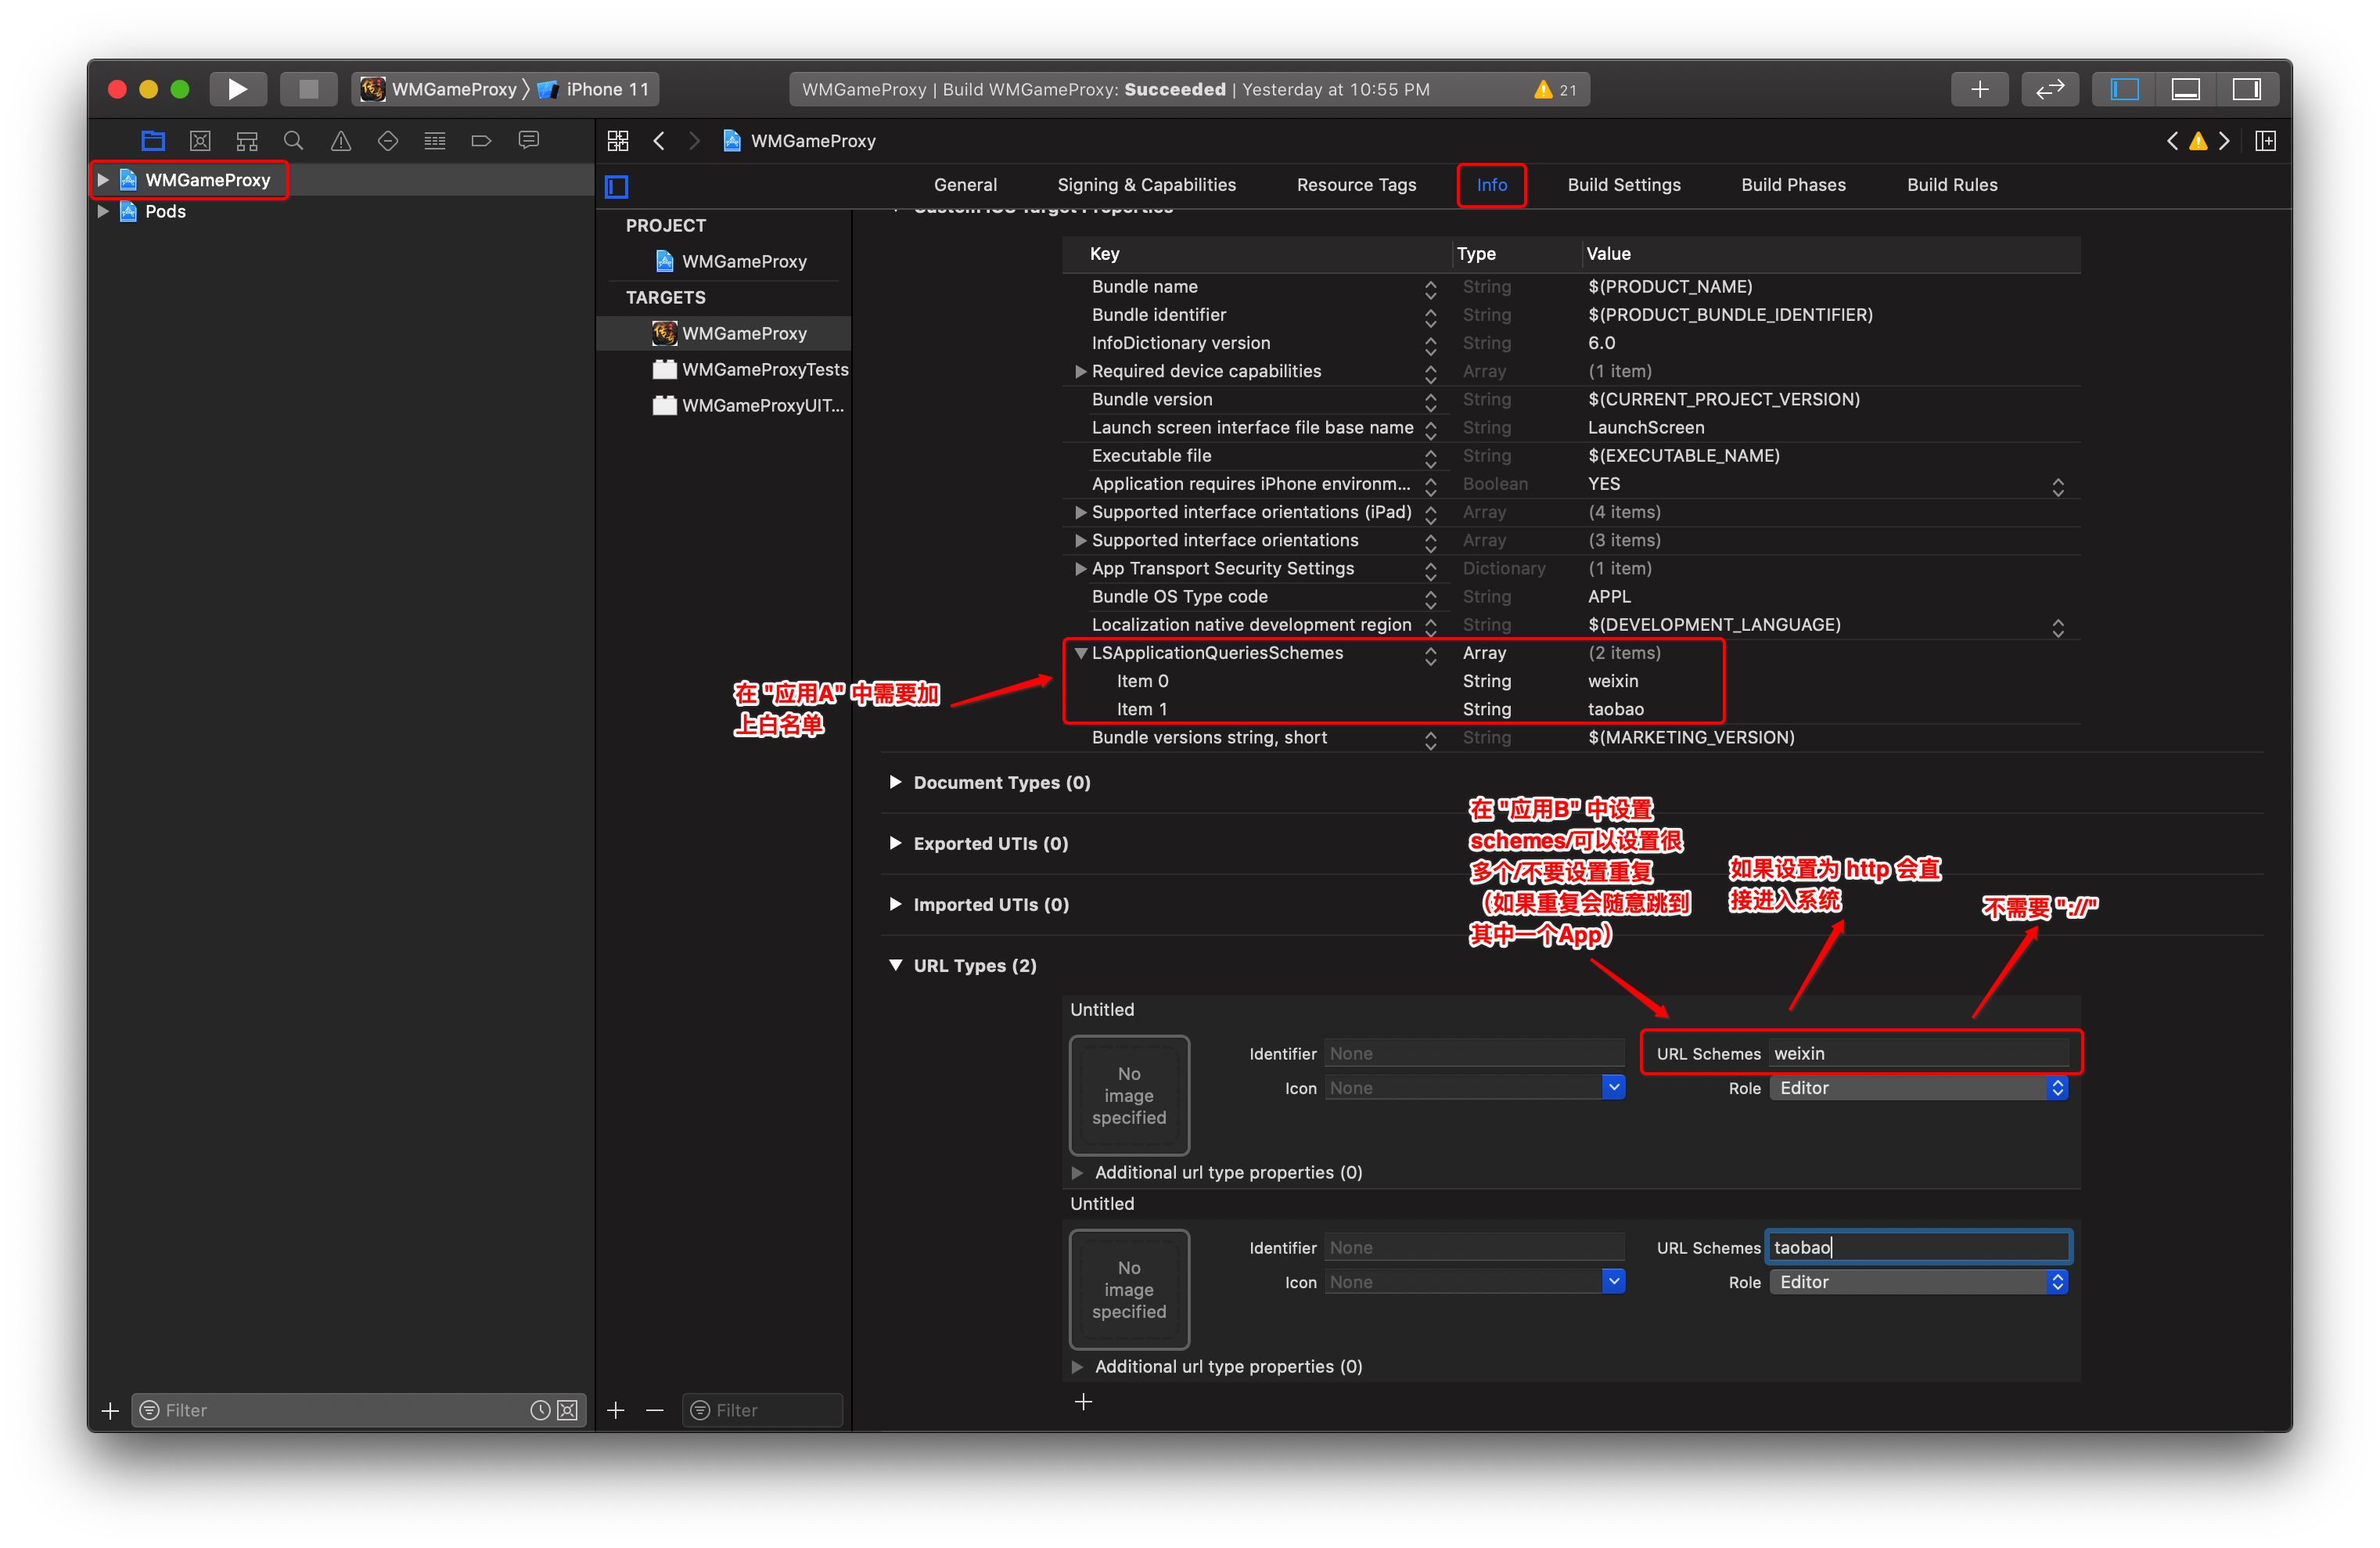 WMGameProxy 〉 iPhone 11
WMGameProxy | Build WMGameProxy: Succeeded | Yesterday at 10:55 PM
21
WMGameProxy
WMGameProxy
Pods
Filter
General
Signing & Capabilities
Resource Tags
Info
Build Settings
Build Phases
Build Rules
PROJECT
WMGameProxy
TARGETS
WMGameProxy
WMGameProxyTests
WMGameProxyUIT...
Filter
Custom iOS Target Properties
Key Type Value
Bundle name String $(PRODUCT_NAME)
Bundle identifier String $(PRODUCT_BUNDLE_IDENTIFIER)
InfoDictionary version String 6.0
Required device capabilities Array (1 item)
Bundle version String $(CURRENT_PROJECT_VERSION)
Launch screen interface file base name String LaunchScreen
Executable file String $(EXECUTABLE_NAME)
Application requires iPhone environm... Boolean YES
Supported interface orientations (iPad) Array (4 items)
Supported interface orientations Array (3 items)
App Transport Security Settings Dictionary (1 item)
Bundle OS Type code String APPL
Localization native development region String $(DEVELOPMENT_LANGUAGE)
LSApplicationQueriesSchemes Array (2 items)
Item 0 String weixin
Item 1 String taobao
Bundle versions string, short String $(MARKETING_VERSION)
在 "应用A" 中需要加
上白名单
Document Types (0)
Exported UTIs (0)
Imported UTIs (0)
URL Types (2)
在 "应用B" 中设置
schemes/可以设置很
多个/不要设置重复
（如果重复会随意跳到
其中一个App）
如果设置为 http 会直
接进入系统
不需要 "://"
Untitled
No
image
specified
Identifier None
URL Schemes weixin
Icon None
Role Editor
Additional url type properties (0)
Untitled
No
image
specified
Identifier None
URL Schemes taobao
Icon None
Role Editor
Additional url type properties (0)